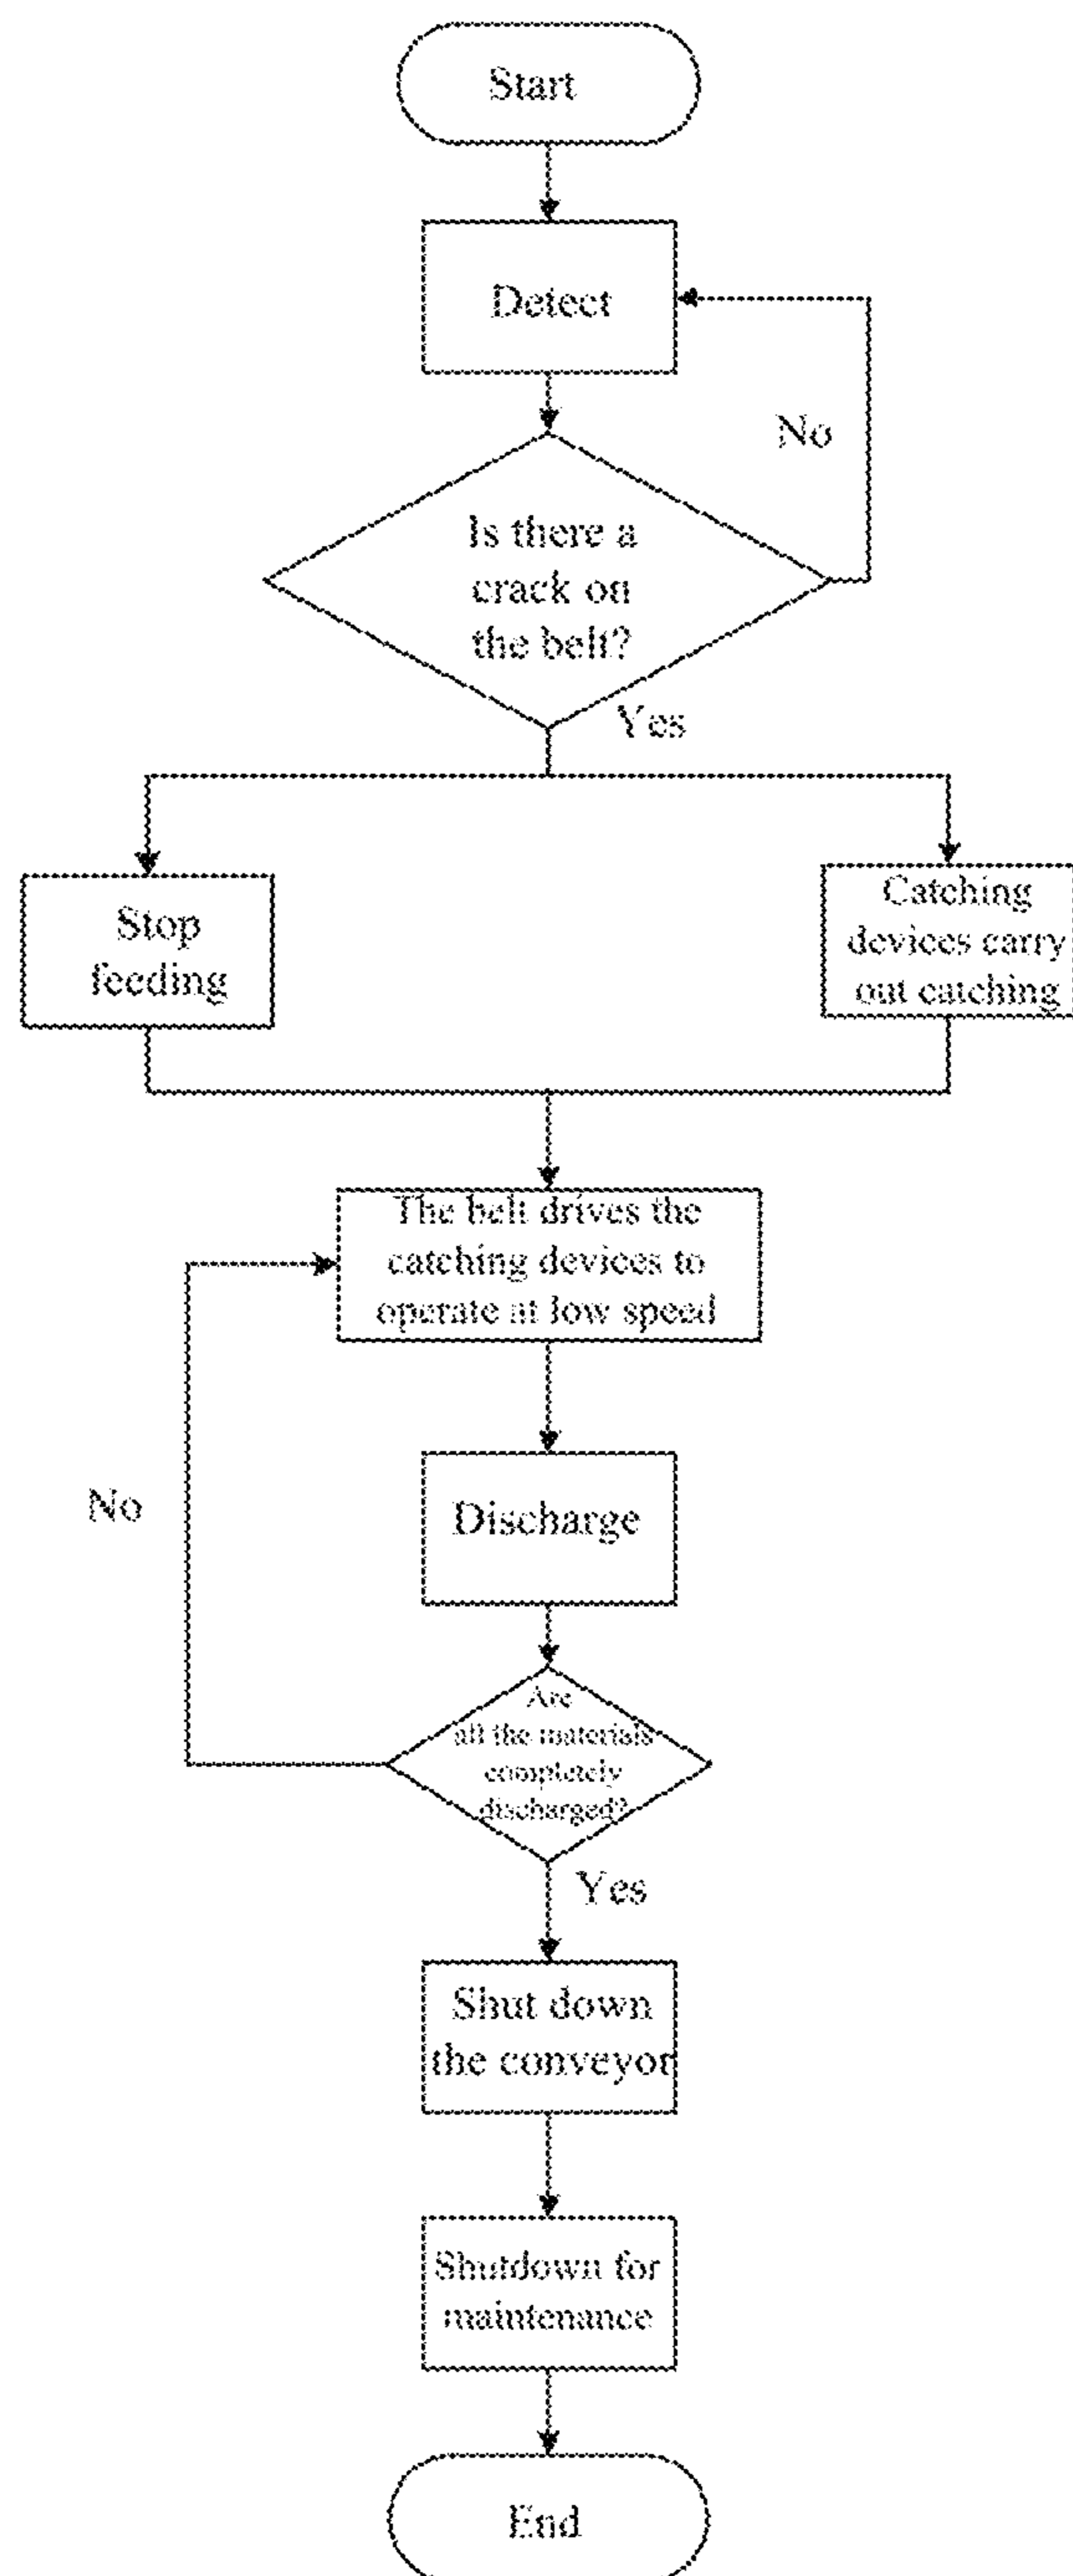 Start
Detect
No
Is there a
crack on
the belt?
Yes
Stop
feeding
Catching
devices carry
out catching
The belt drives the
catching devices to
operate at low speed
No
Discharge
Are
all the materials
completely
discharged?
Yes
Shut down
the conveyor
Shutdown for
maintenance
End